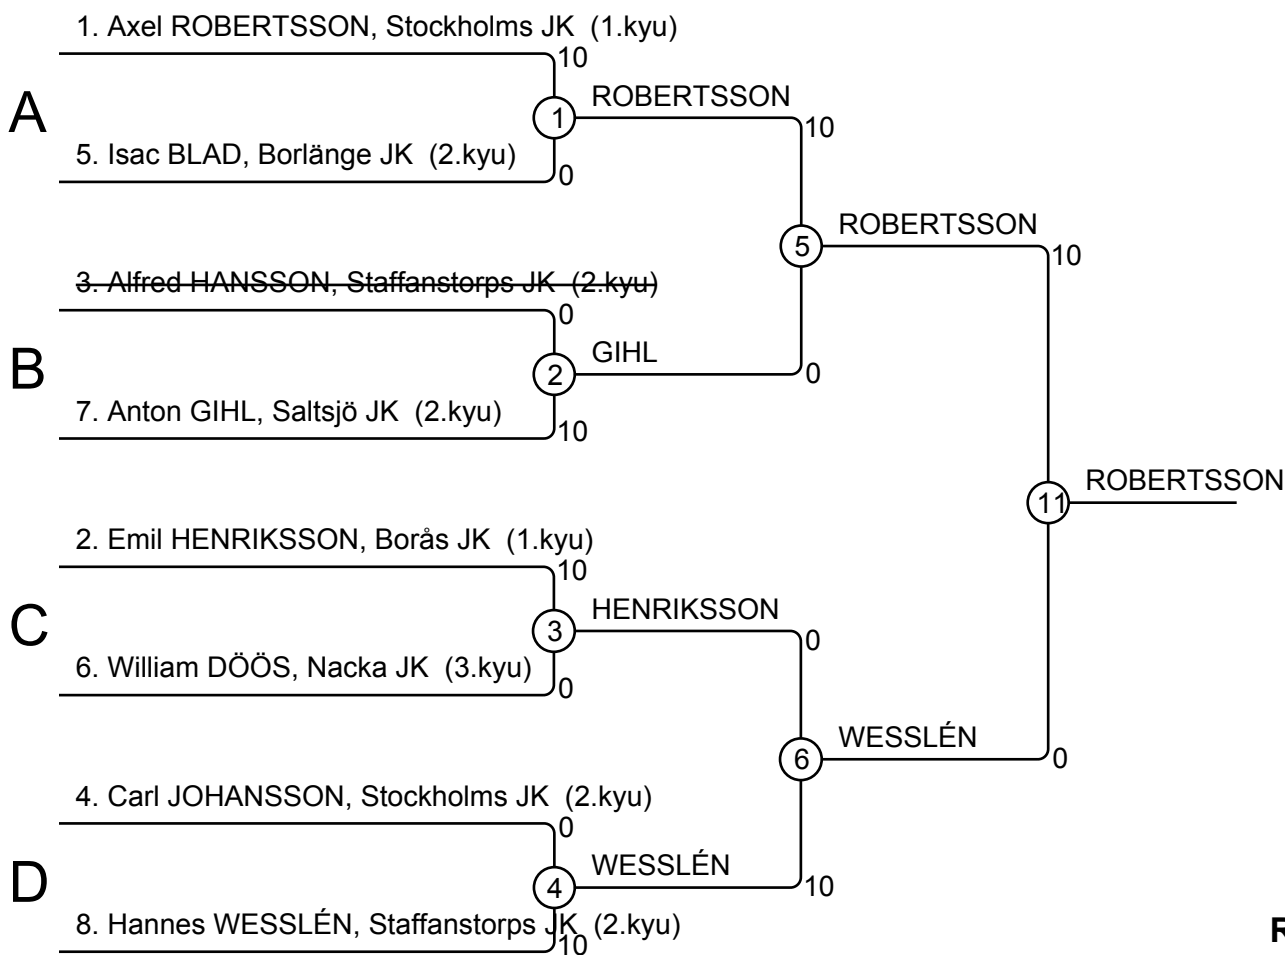 1. Axel ROBERTSSON, Stockholms JK (1.kyu)
10
A
1
ROBERTSSON
10
5. Isac BLAD, Borlänge JK (2.kyu)
0
5
ROBERTSSON
10
3. Alfred HANSSON, Staffanstorps JK (2.kyu)
0
B
2
GIHL
0
7. Anton GIHL, Saltsjö JK (2.kyu)
10
11
ROBERTSSON
2. Emil HENRIKSSON, Borås JK (1.kyu)
10
C
3
HENRIKSSON
0
6. William DÖÖS, Nacka JK (3.kyu)
0
6
WESSLÉN
0
4. Carl JOHANSSON, Stockholms JK (2.kyu)
0
D
4
WESSLÉN
10
8. Hannes WESSLÉN, Staffanstorps JK (2.kyu)
10
R